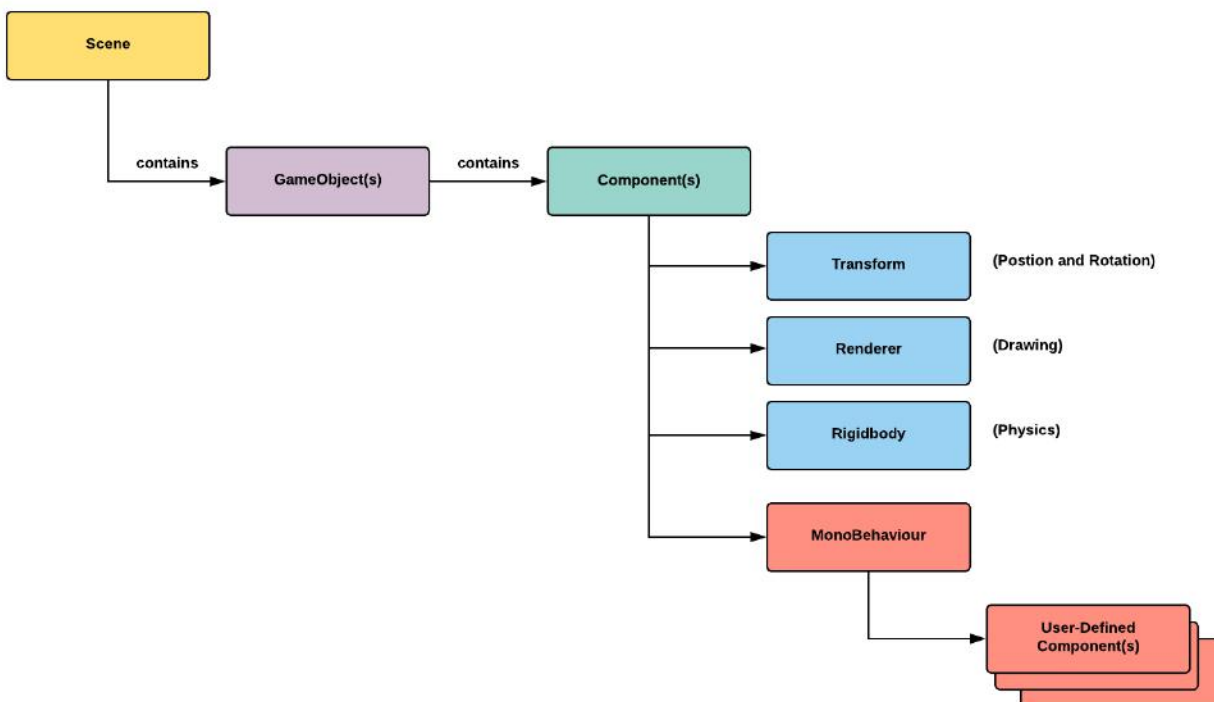 Scene
contains
GameObject(s)
contains
Component(s)
Transform
(Postion and Rotation)
Renderer
(Drawing)
Rigidbody
(Physics)
MonoBehaviour
User-Defined
Component(s)